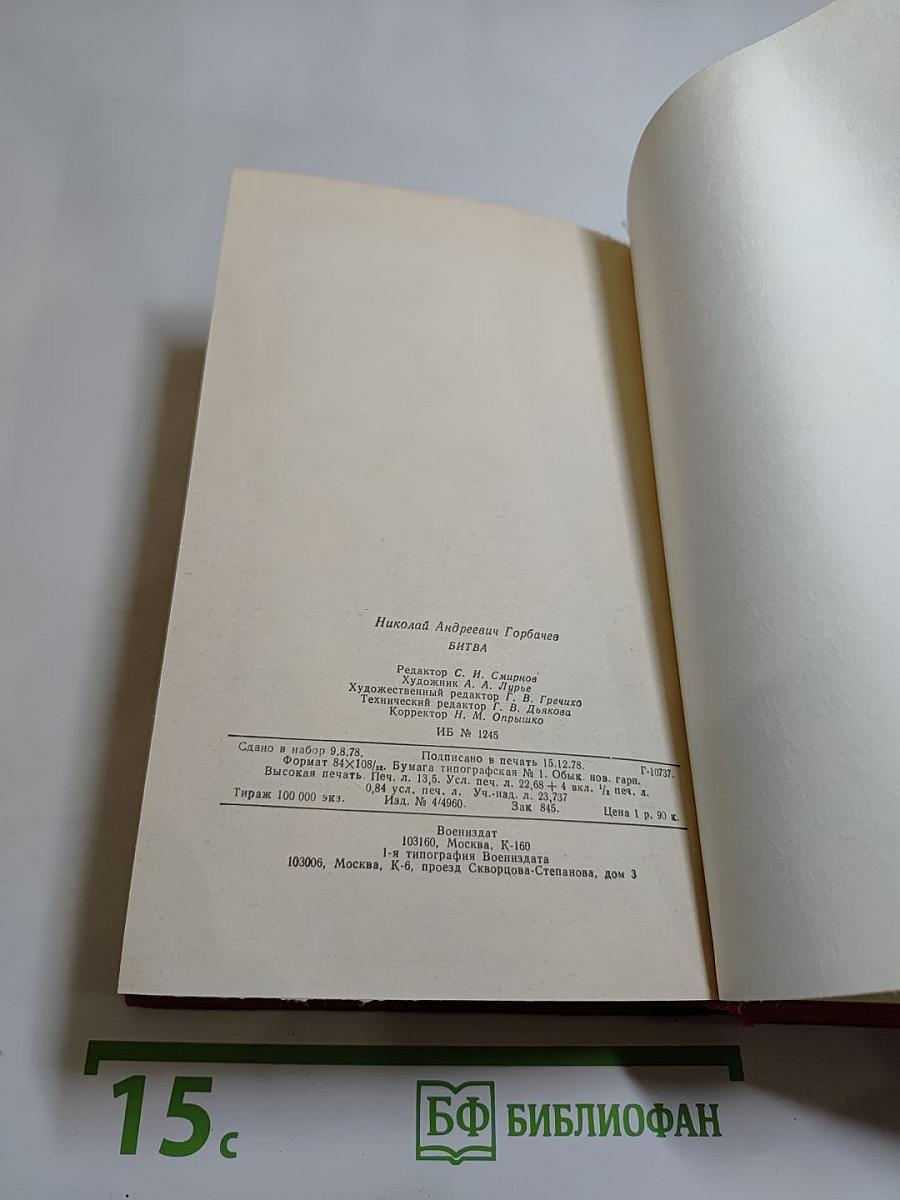 Николай Андреевич Горбачев
БИТВА
Редактор С. И. Смирнов
Художник А. А. Лурье
Художественный редактор Г. В. Гречихо
Технический редактор Г. В. Дьякова
Корректор Н. М. Опрышко
ИБ № 1245
Сдано в набор 9.8.78. Подписано в печать 15.12.78. Г-10737.
Формат 84×108/₃₂. Бумага типографская № 1. Обык. нов. гарн.
Высокая печать. Печ. л. 13,5. Усл. печ. л. 22,68 + 4 вкл. ¹/₂ печ. л.
0,84 усл. печ. л. Уч.-изд. л. 23,737
Тираж 100 000 экз. Изд. № 4/4960. Зак 845. Цена 1 р. 90 к.
Воениздат
103160, Москва, К-160
1-я типография Воениздата
103006, Москва, К-6, проезд Скворцова-Степанова, дом 3
15 с
БФ БИБЛИОФАН